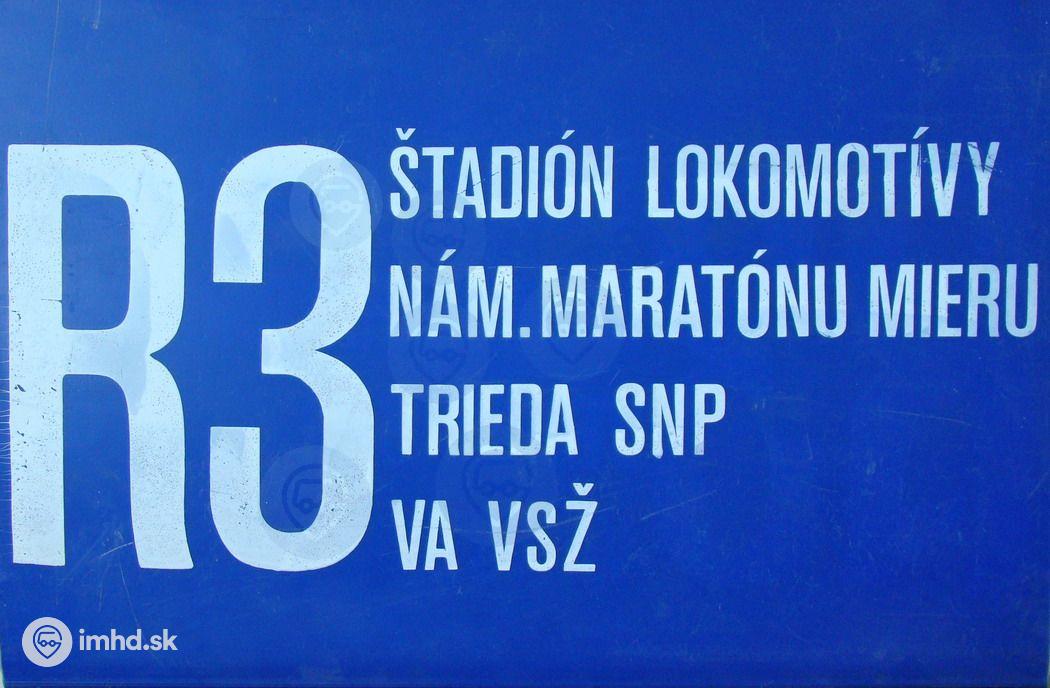 R3
ŠTADIÓN LOKOMOTÍVY
NÁM. MARATÓNU MIERU
TRIEDA SNP
VA VSŽ
imhd.sk